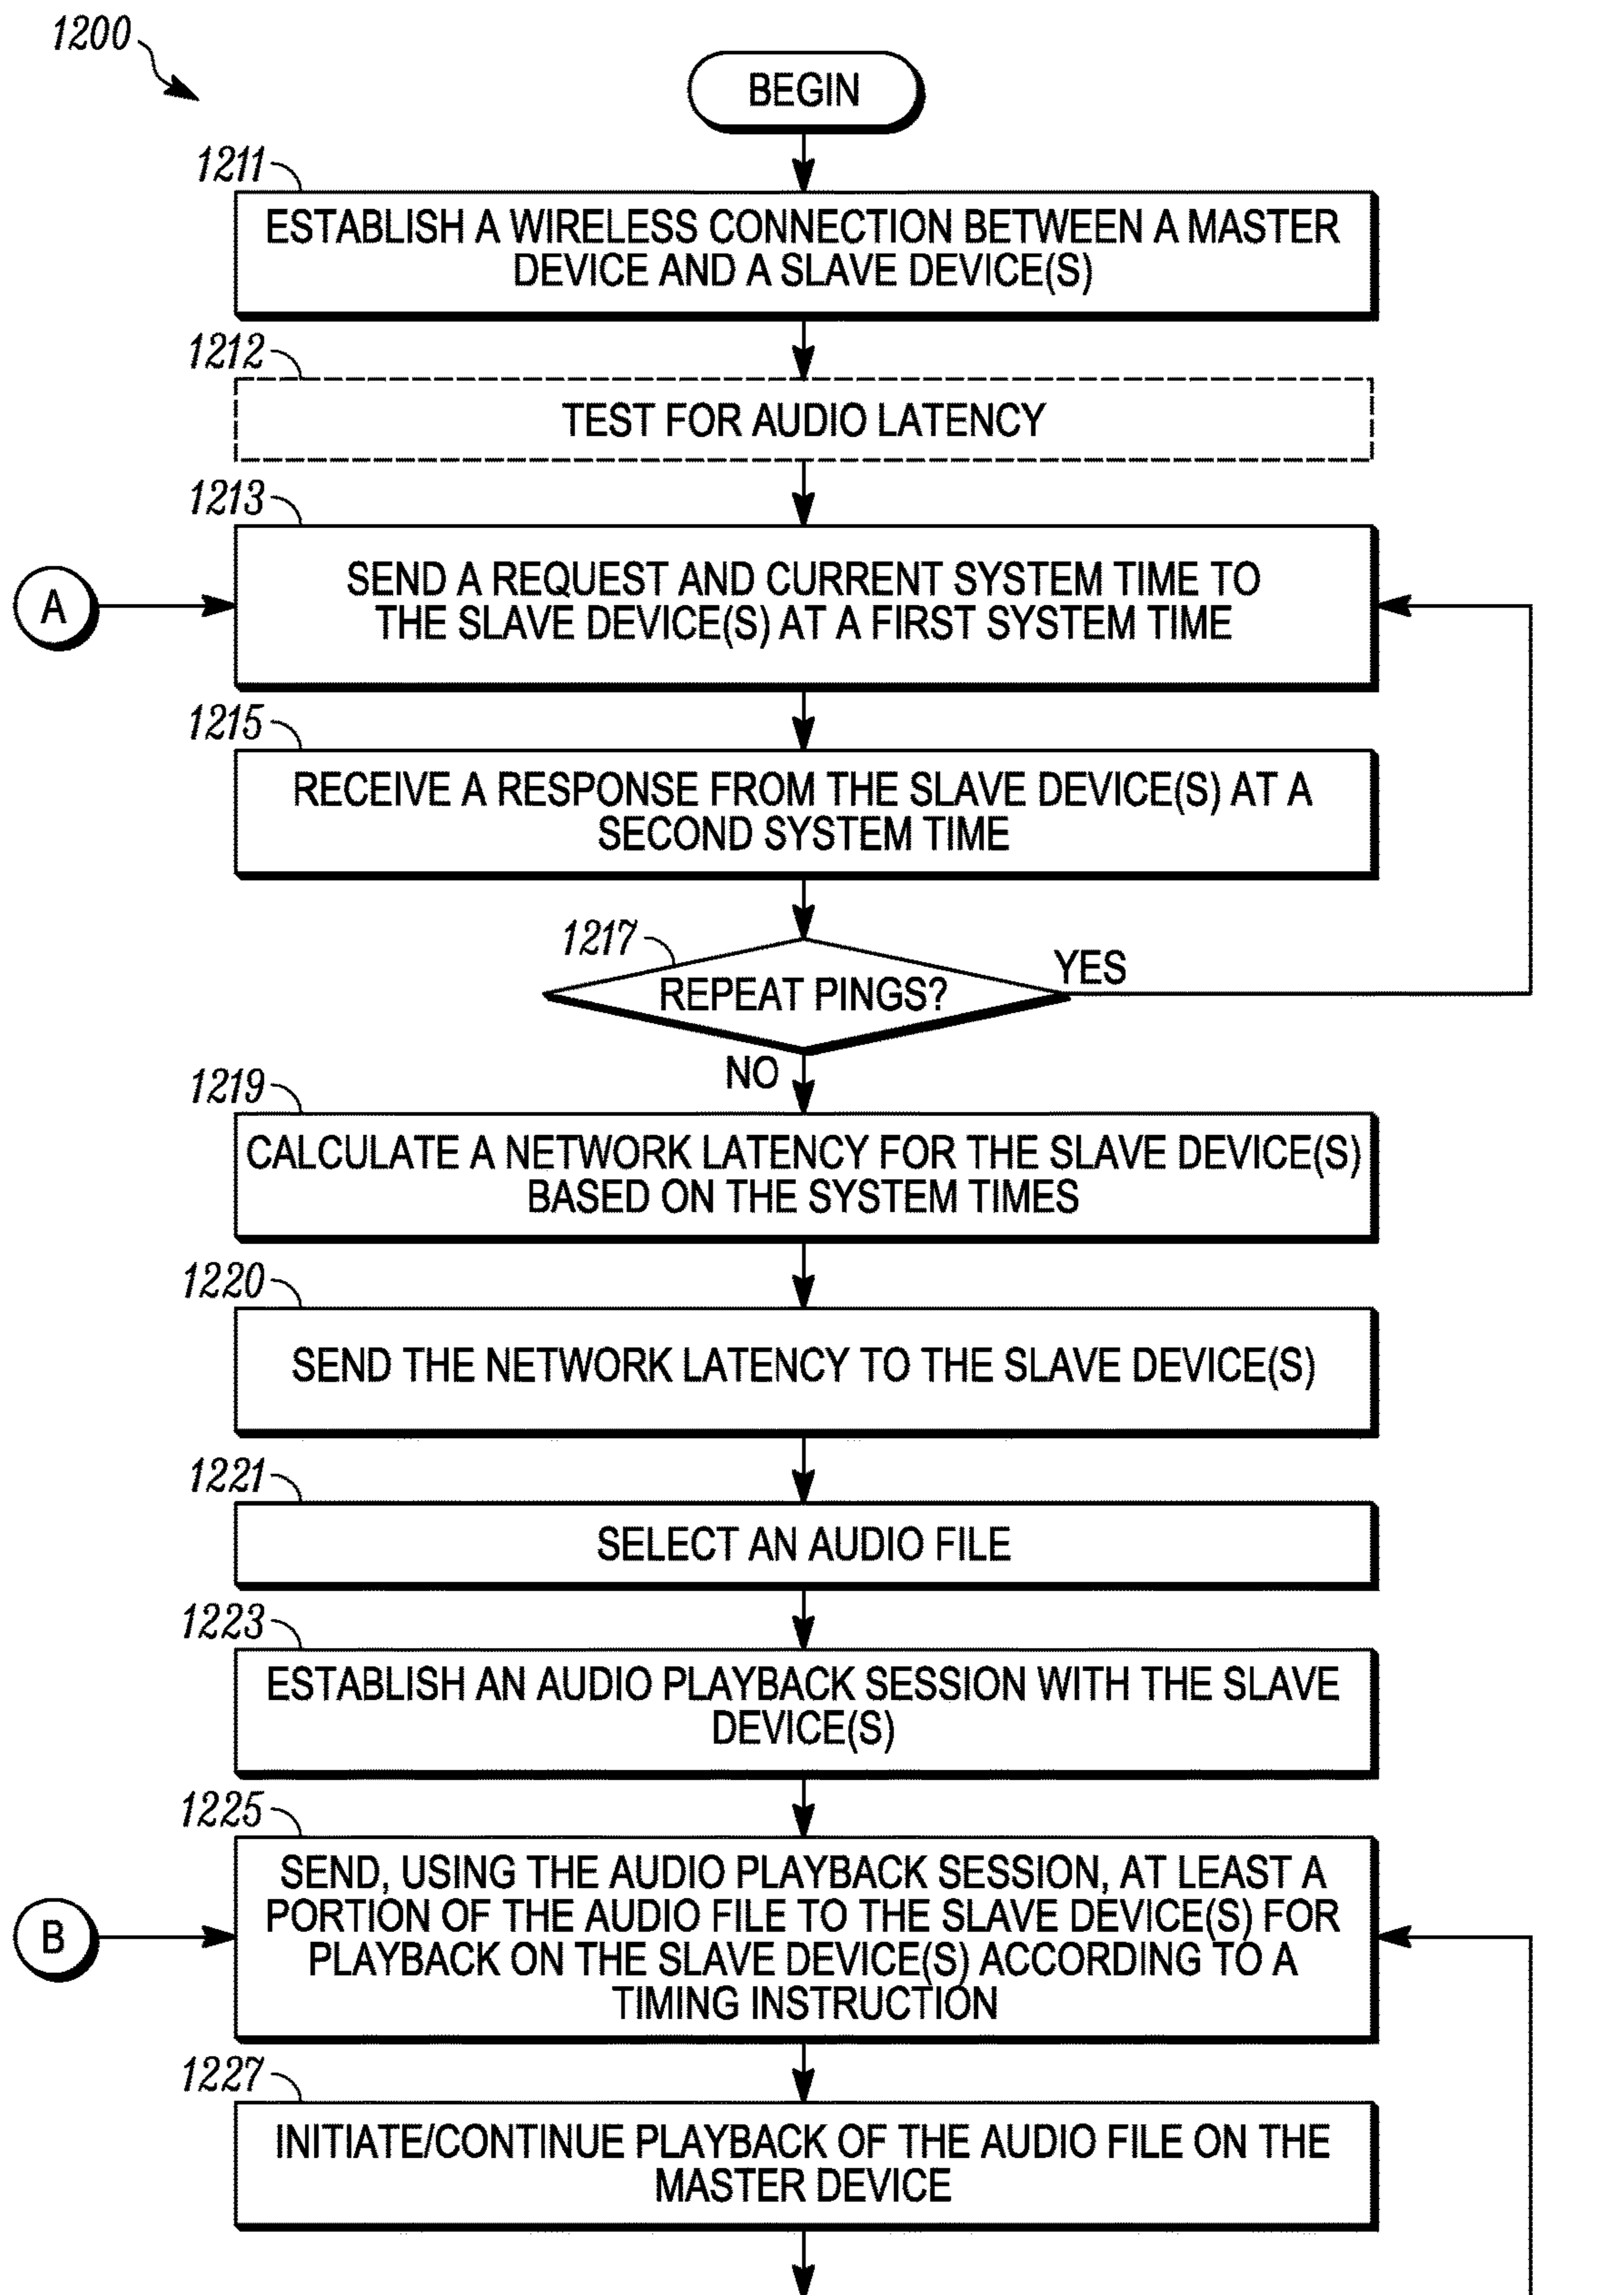 1200
BEGIN
1211
ESTABLISH A WIRELESS CONNECTION BETWEEN A MASTER
DEVICE AND A SLAVE DEVICE(S)
1212
TEST FOR AUDIO LATENCY
1213
SEND A REQUEST AND CURRENT SYSTEM TIME TO
THE SLAVE DEVICE(S) AT A FIRST SYSTEM TIME
A
1215
RECEIVE A RESPONSE FROM THE SLAVE DEVICE(S) AT A
SECOND SYSTEM TIME
1217
REPEAT PINGS?
YES
NO
1219
CALCULATE A NETWORK LATENCY FOR THE SLAVE DEVICE(S)
BASED ON THE SYSTEM TIMES
1220
SEND THE NETWORK LATENCY TO THE SLAVE DEVICE(S)
1221
SELECT AN AUDIO FILE
1223
ESTABLISH AN AUDIO PLAYBACK SESSION WITH THE SLAVE
DEVICE(S)
1225
SEND, USING THE AUDIO PLAYBACK SESSION, AT LEAST A
PORTION OF THE AUDIO FILE TO THE SLAVE DEVICE(S) FOR
PLAYBACK ON THE SLAVE DEVICE(S) ACCORDING TO A
TIMING INSTRUCTION
B
1227
INITIATE/CONTINUE PLAYBACK OF THE AUDIO FILE ON THE
MASTER DEVICE